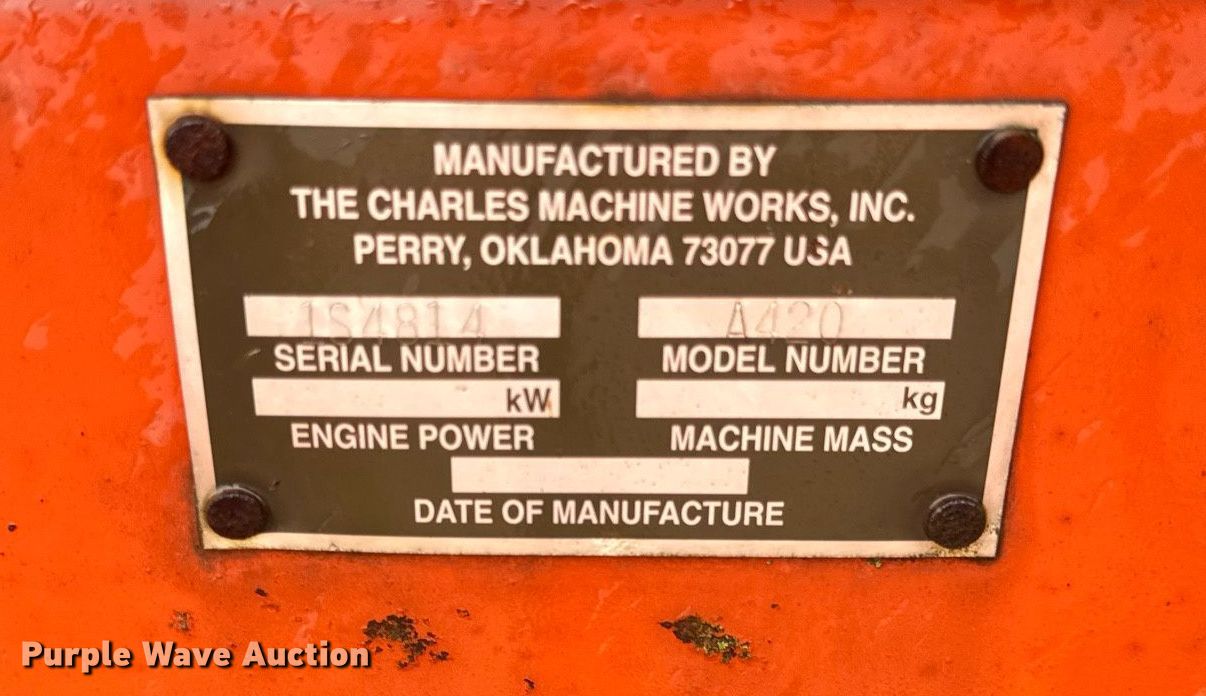 MANUFACTURED BY
THE CHARLES MACHINE WORKS, INC.
PERRY, OKLAHOMA 73077 USA
1S4814 A420
SERIAL NUMBER MODEL NUMBER
kW kg
ENGINE POWER MACHINE MASS
DATE OF MANUFACTURE
Purple Wave Auction